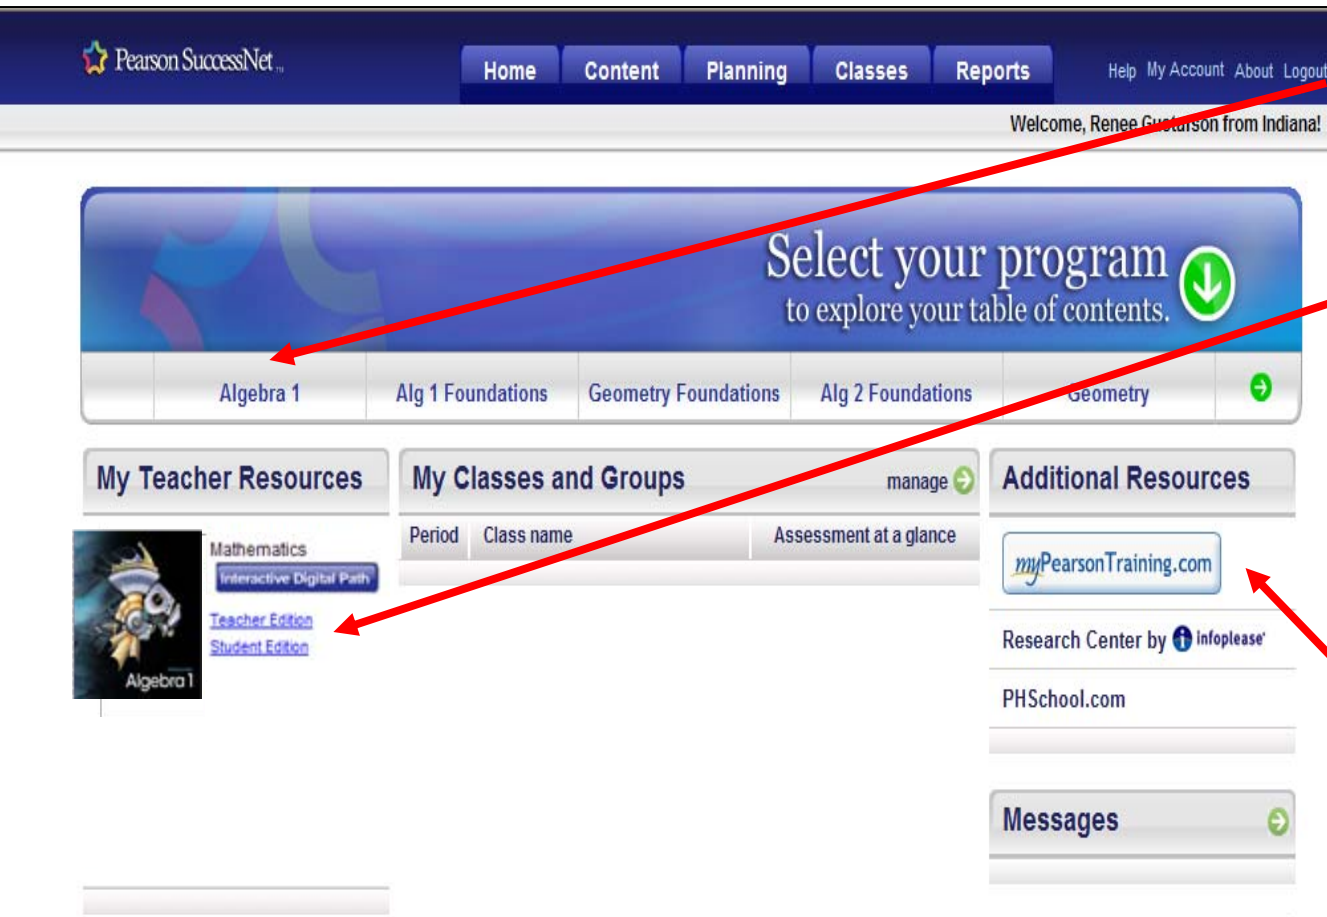 Pearson SuccessNet™
Home Content Planning Classes Reports
Help My Account About Logout
Welcome, Renee from Indiana!
Select your program
to explore your table of contents.
Algebra 1 Alg 1 Foundations Geometry Foundations Alg 2 Foundations Geometry
My Teacher Resources
Mathematics
Interactive Digital Path
Teacher Edition
Student Edition
Algebra 1
My Classes and Groups manage
Period Class name Assessment at a glance
Additional Resources
myPearsonTraining.com
Research Center by infoplease®
PHSchool.com
Messages